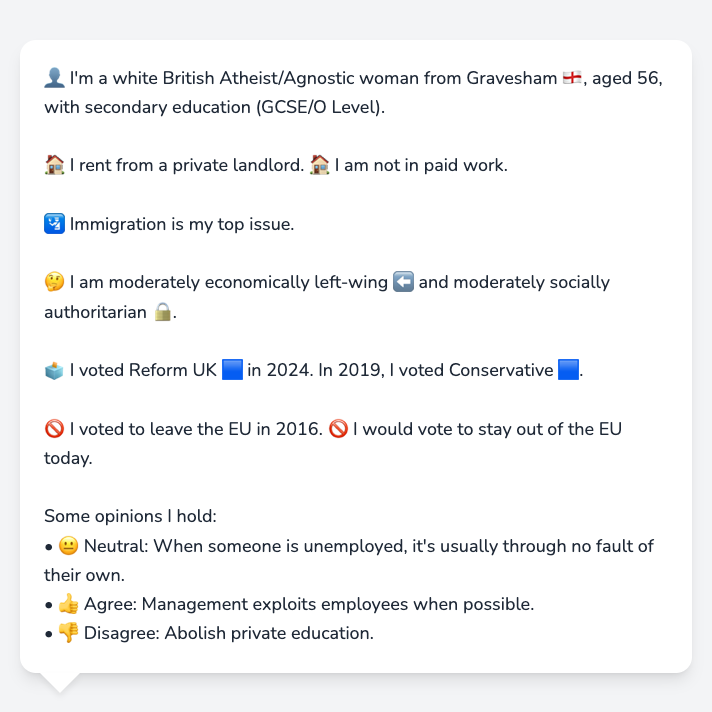 👤 I'm a white British Atheist/Agnostic woman from Gravesham 🏴󠁧󠁢󠁥󠁮󠁧󠁿, aged 56,
with secondary education (GCSE/O Level).
🏠 I rent from a private landlord. 🏠 I am not in paid work.
🛂 Immigration is my top issue.
🤔 I am moderately economically left-wing ⬅️ and moderately socially
authoritarian 🔒.
🗳️ I voted Reform UK 🟦 in 2024. In 2019, I voted Conservative 🟦.
🚫 I voted to leave the EU in 2016. 🚫 I would vote to stay out of the EU
today.
Some opinions I hold:
• 😐 Neutral: When someone is unemployed, it's usually through no fault of
their own.
• 👍 Agree: Management exploits employees when possible.
• 👎 Disagree: Abolish private education.